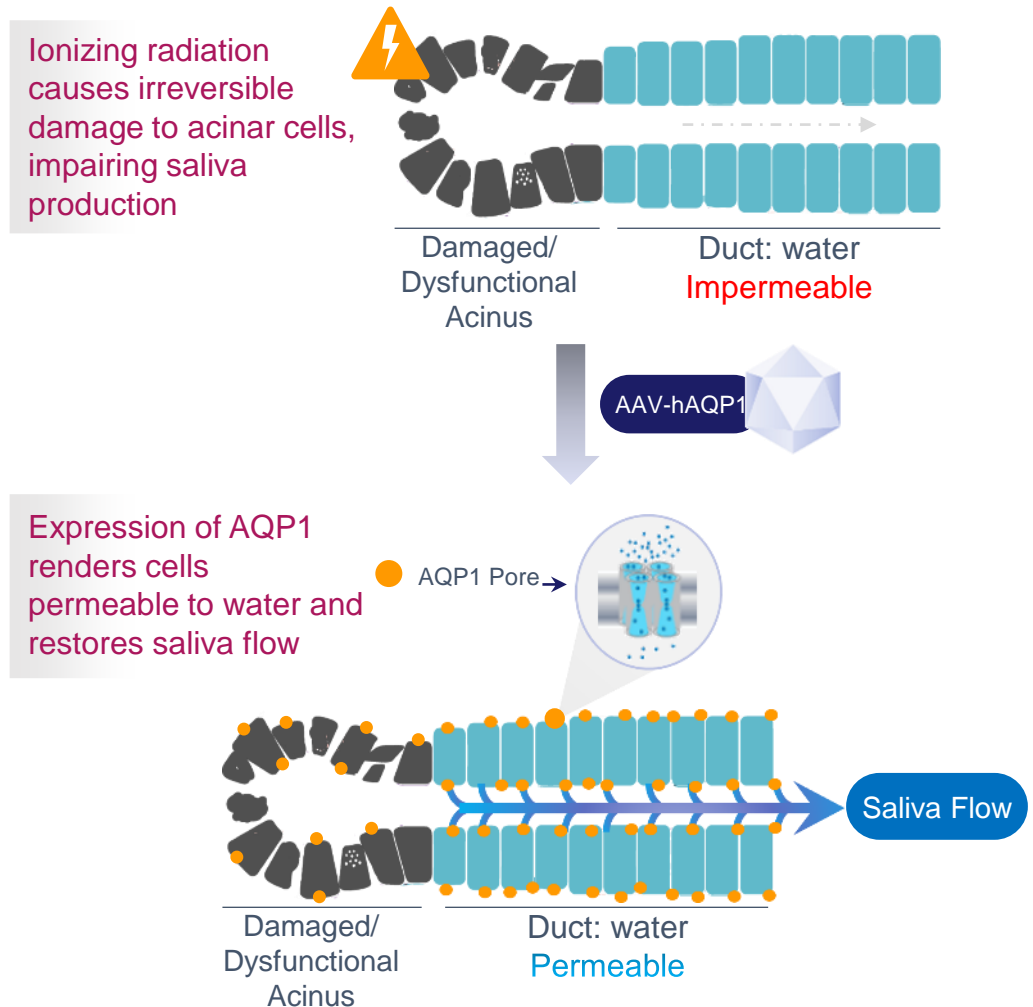 Ionizing radiation
causes irreversible
damage to acinar cells,
impairing saliva
production
Damaged/
Dysfunctional
Acinus
Duct: water
Impermeable
AAV-hAQP1
Expression of AQP1
renders cells
permeable to water and
restores saliva flow
AQP1 Pore
Saliva Flow
Damaged/
Dysfunctional
Acinus
Duct: water
Permeable